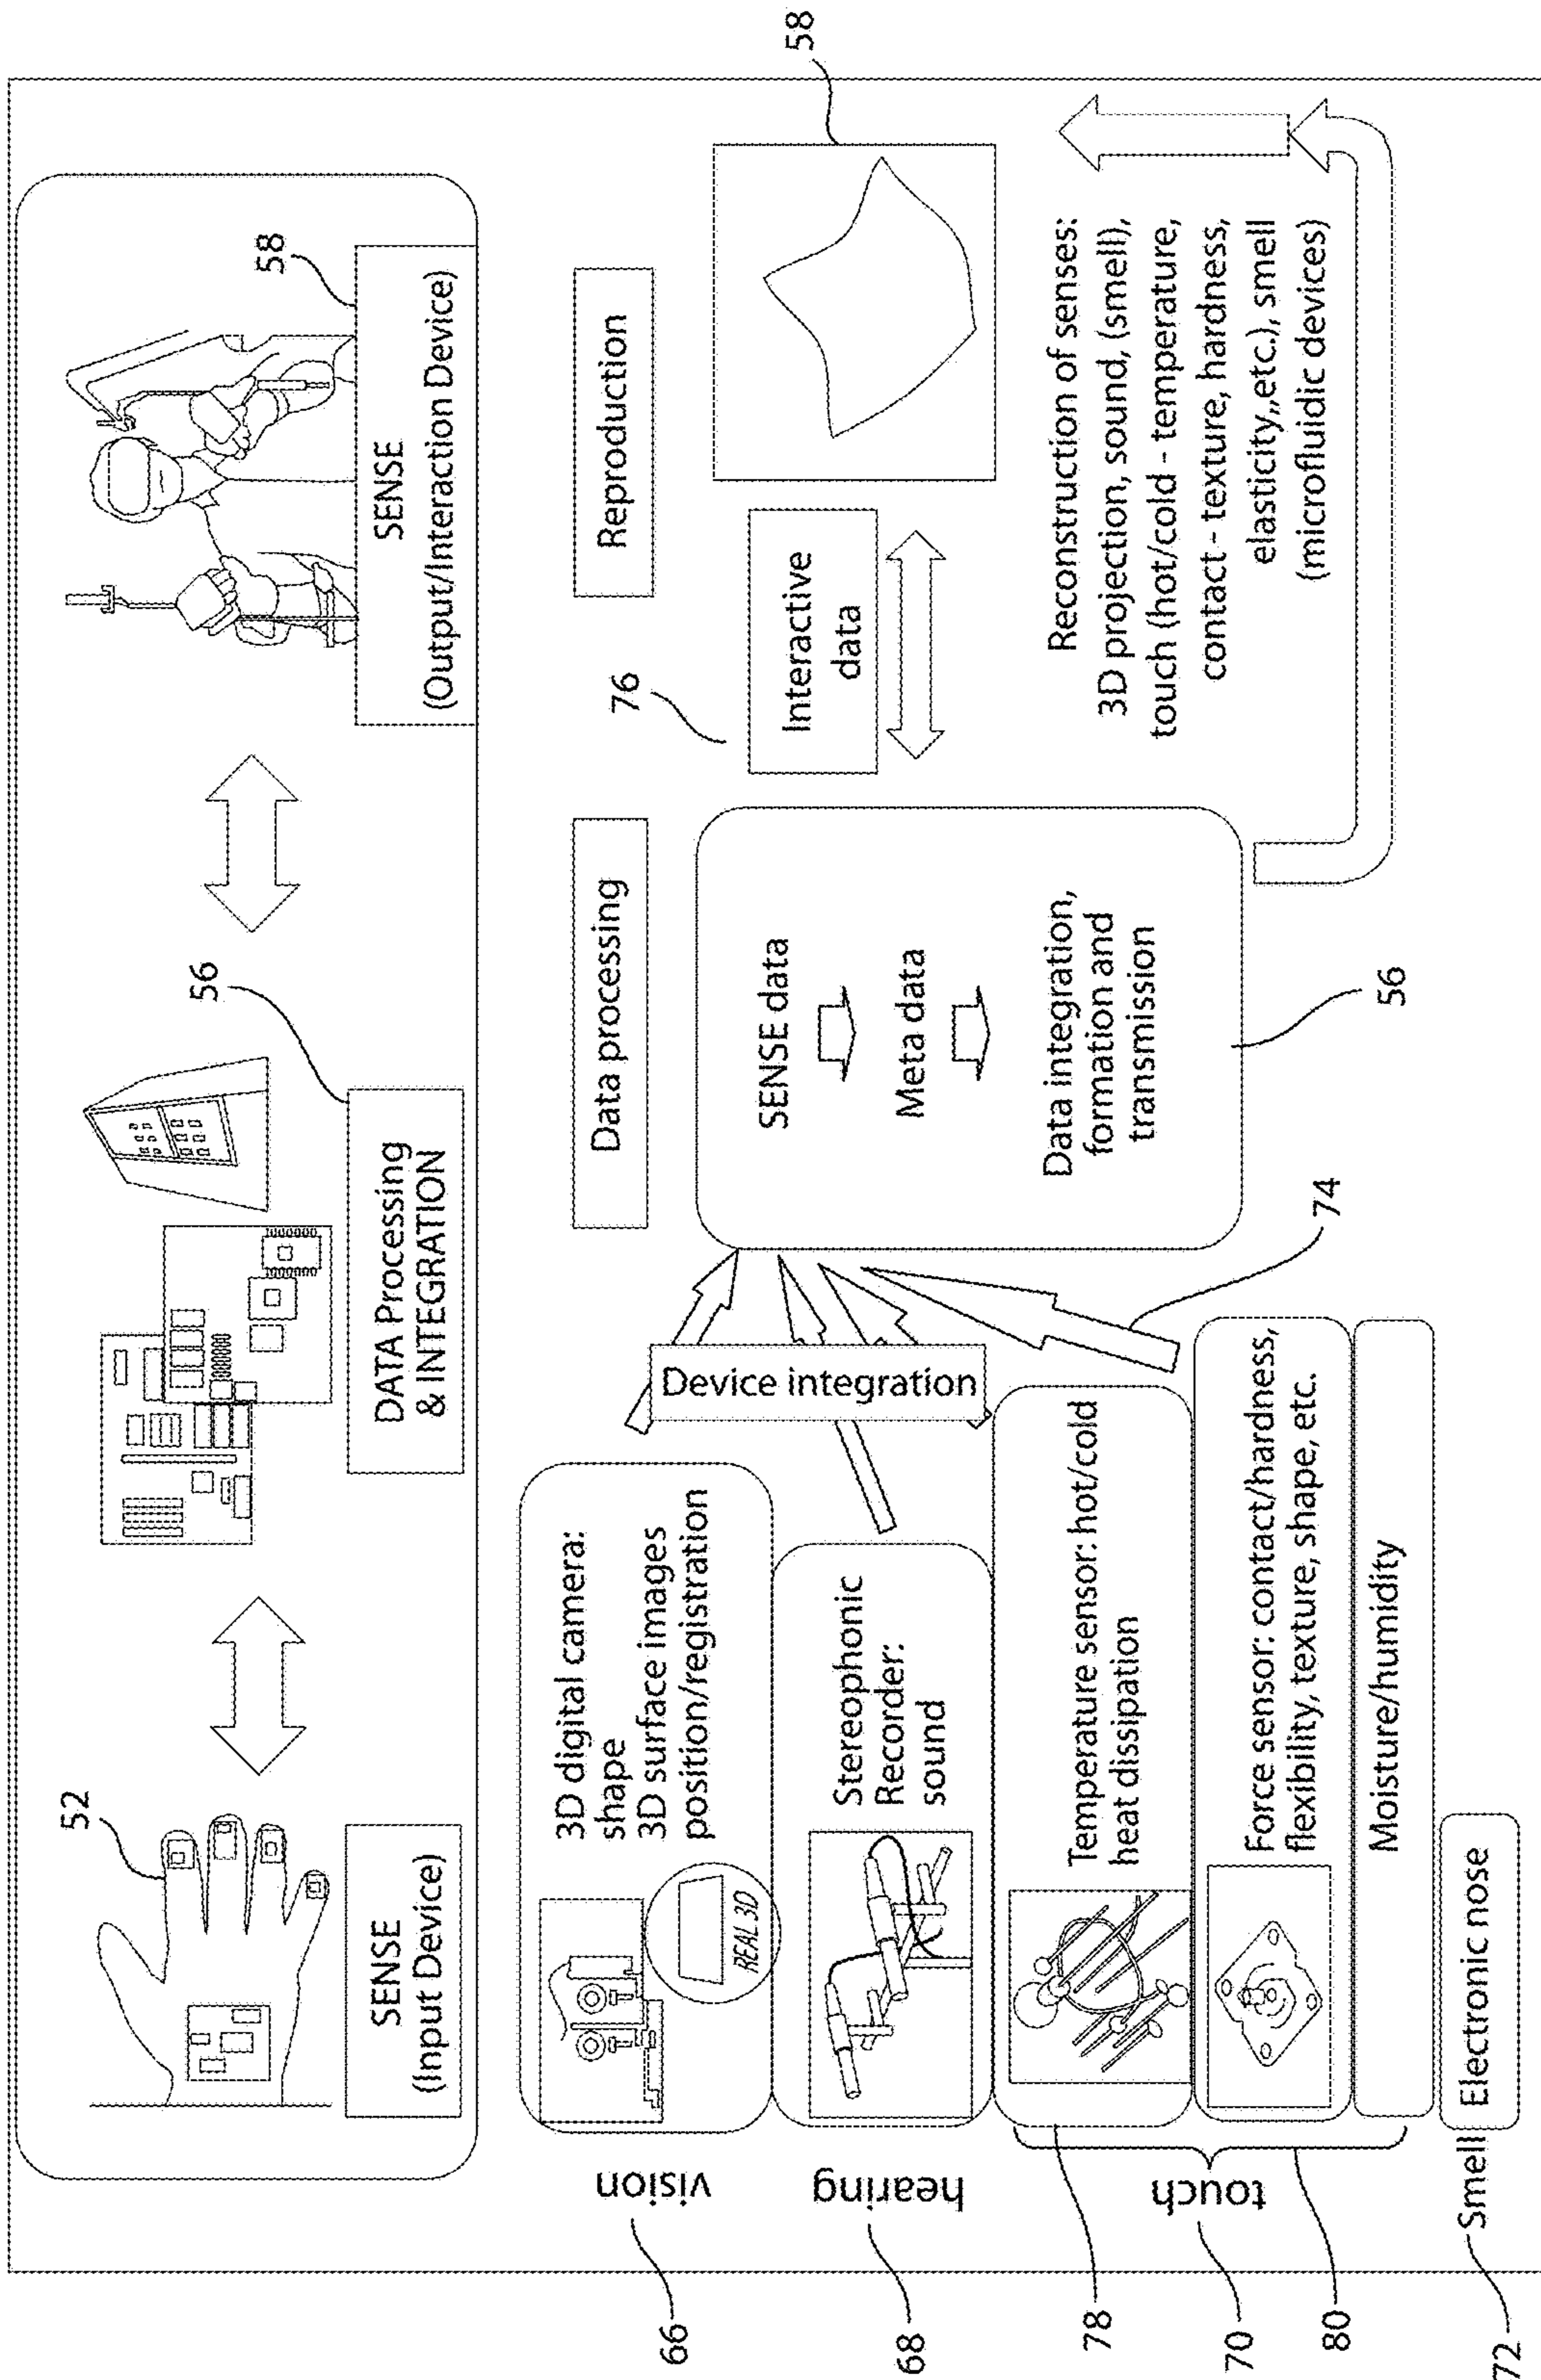 52
SENSE
(Input Device)
56
DATA Processing
& INTEGRATION
58
SENSE
(Output/Interaction Device)
66
vision
3D digital camera:
shape
3D surface images
position/registration
REAL 3D
68
hearing
Stereophonic
Recorder:
sound
78
70
touch
80
Temperature sensor: hot/cold
heat dissipation
Force sensor: contact/hardness,
flexibility, texture, shape, etc.
Moisture/humidity
72
Smell
Electronic nose
Device integration
74
Data processing
SENSE data
Meta data
Data integration,
formation and
transmission
56
76
Interactive
data
Reproduction
58
Reconstruction of senses:
3D projection, sound, (smell),
touch (hot/cold - temperature,
contact - texture, hardness,
elasticity,,etc.), smell
(microfluidic devices)